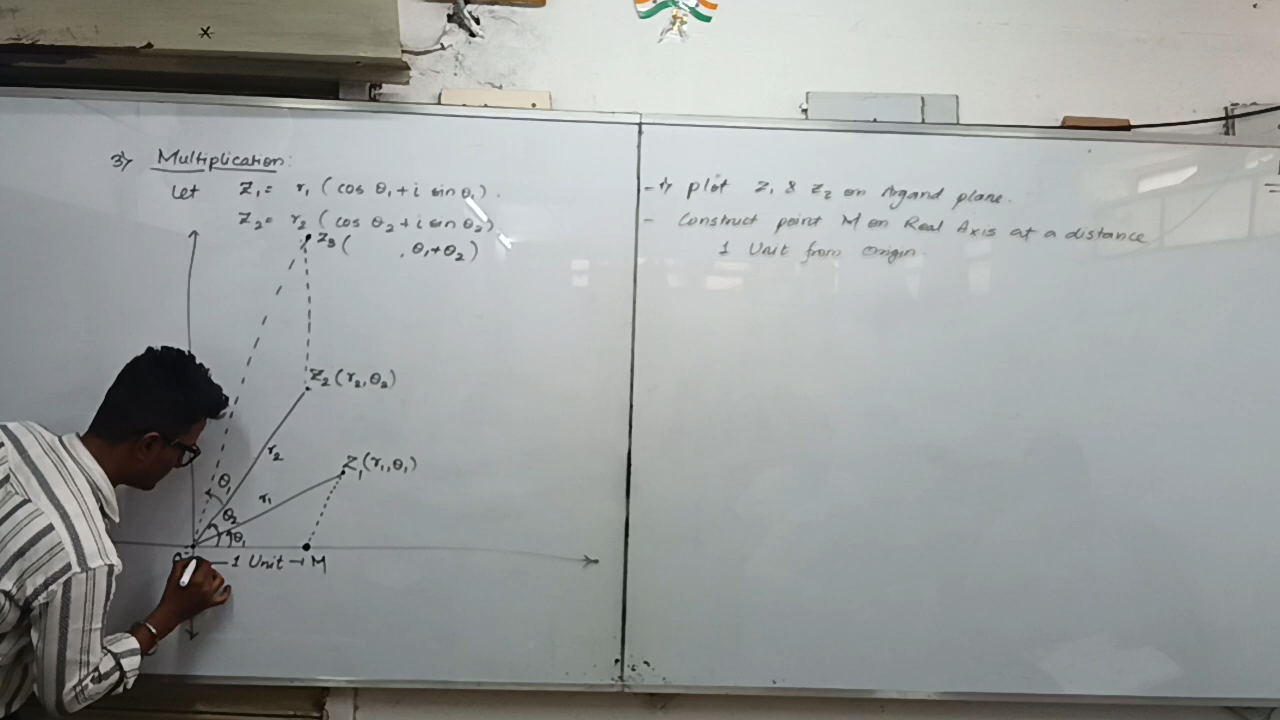 3) Multiplication:
Let Z₁ = r₁ ( cos θ₁ + i sin θ₁ ).
Z₂ = r₂ ( cos θ₂ + i sin θ₂ )
Z₃ ( , θ₁+θ₂ )
Z₂ (r₂, θ₂)
r₂
Z₁ (r₁, θ₁)
θ₁
r₁
θ₂
θ₁
1 Unit → M
- plot Z₁ & Z₂ on Argand plane.
- Construct point M on Real Axis at a distance
1 Unit from origin.